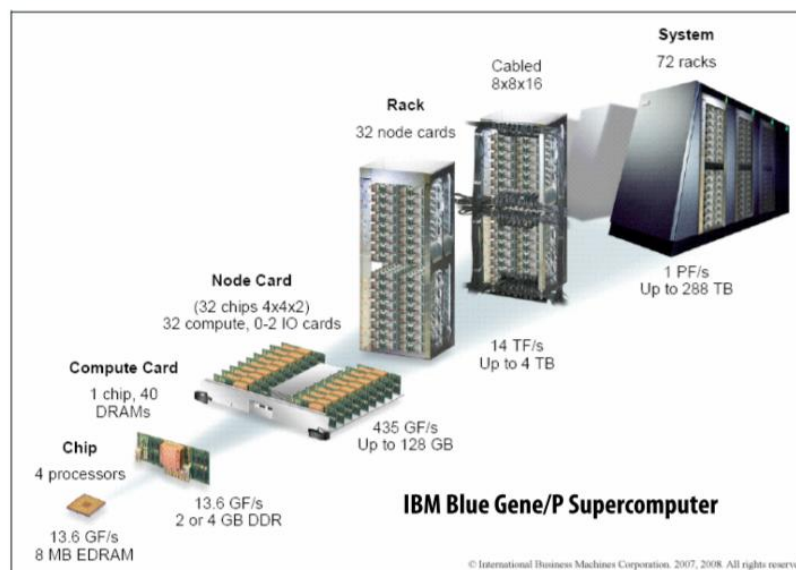 System
72 racks
Cabled
8x8x16
Rack
32 node cards
1 PF/s
Up to 288 TB
Node Card
(32 chips 4x4x2)
32 compute, 0-2 IO cards
14 TF/s
Up to 4 TB
Compute Card
1 chip, 40
DRAMs
435 GF/s
Up to 128 GB
Chip
4 processors
13.6 GF/s
2 or 4 GB DDR
13.6 GF/s
8 MB EDRAM
IBM Blue Gene/P Supercomputer
© International Business Machines Corporation. 2007, 2008. All rights reserve